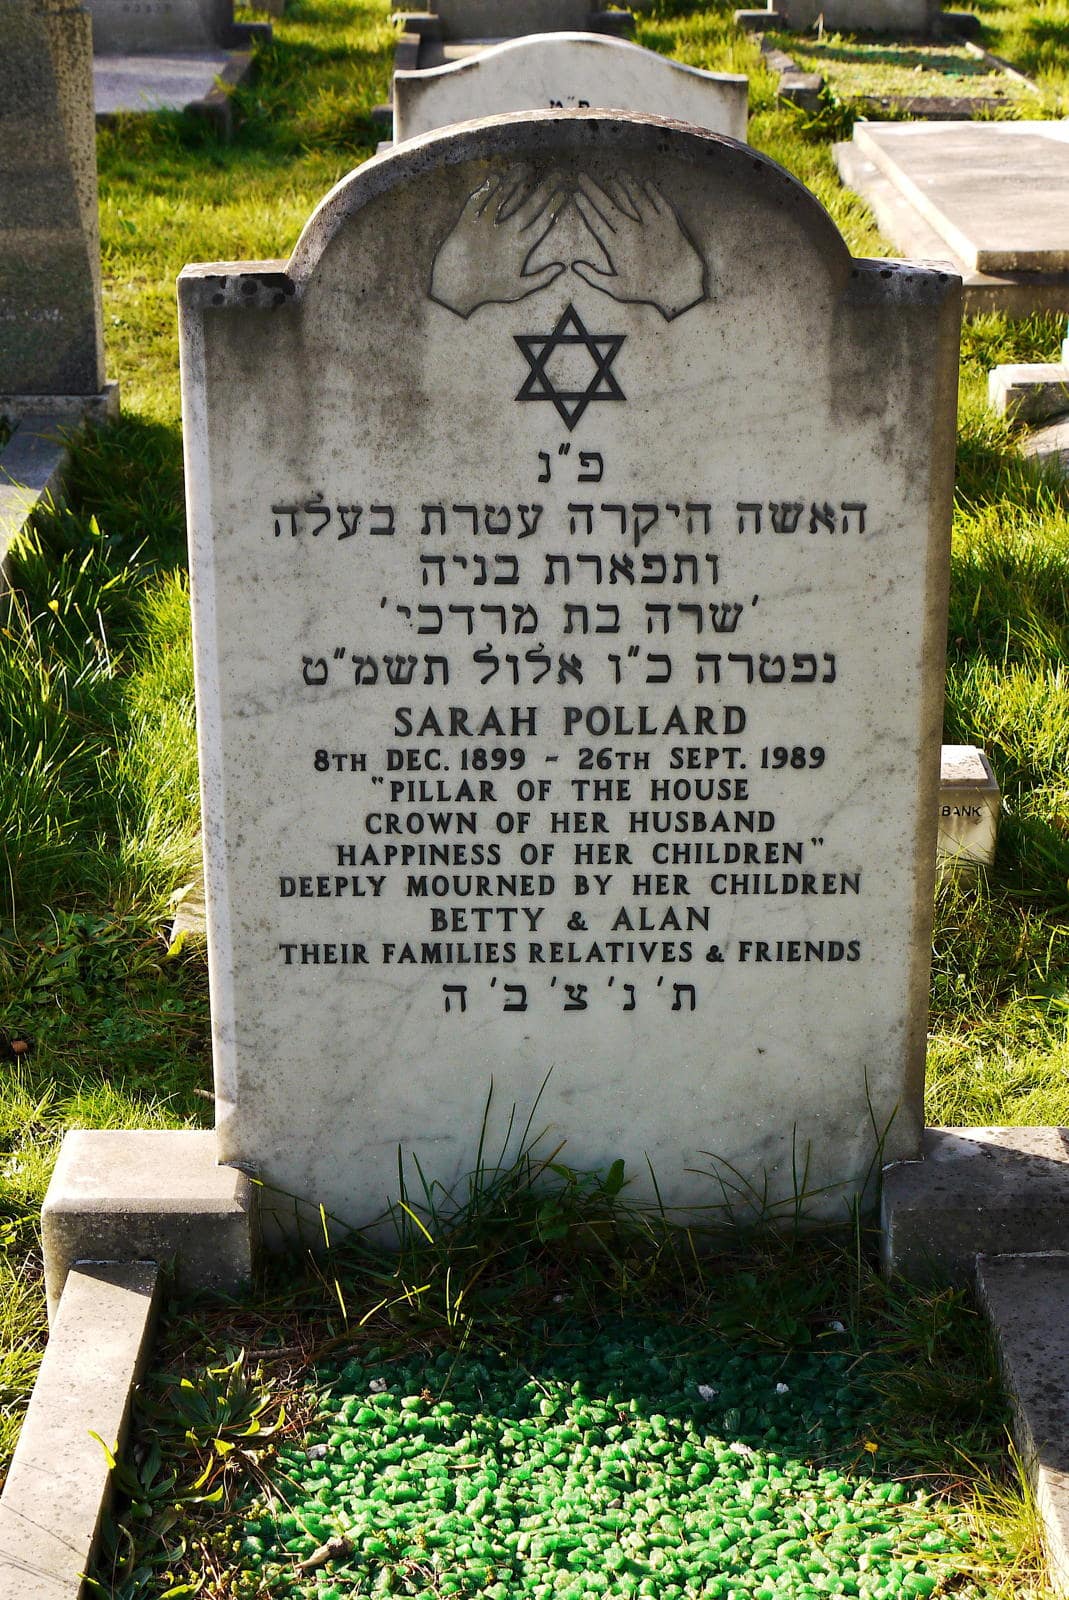 פ״נ
האשה היקרה עטרת בעלה
ותפארת בניה
'שרה בת מרדכי'
נפטרה כ״ו אלול תשמ״ט
SARAH POLLARD
8TH DEC. 1899 - 26TH SEPT. 1989
"PILLAR OF THE HOUSE
CROWN OF HER HUSBAND
HAPPINESS OF HER CHILDREN"
DEEPLY MOURNED BY HER CHILDREN
BETTY & ALAN
THEIR FAMILIES RELATIVES & FRIENDS
ת' נ' צ' ב' ה
BANK